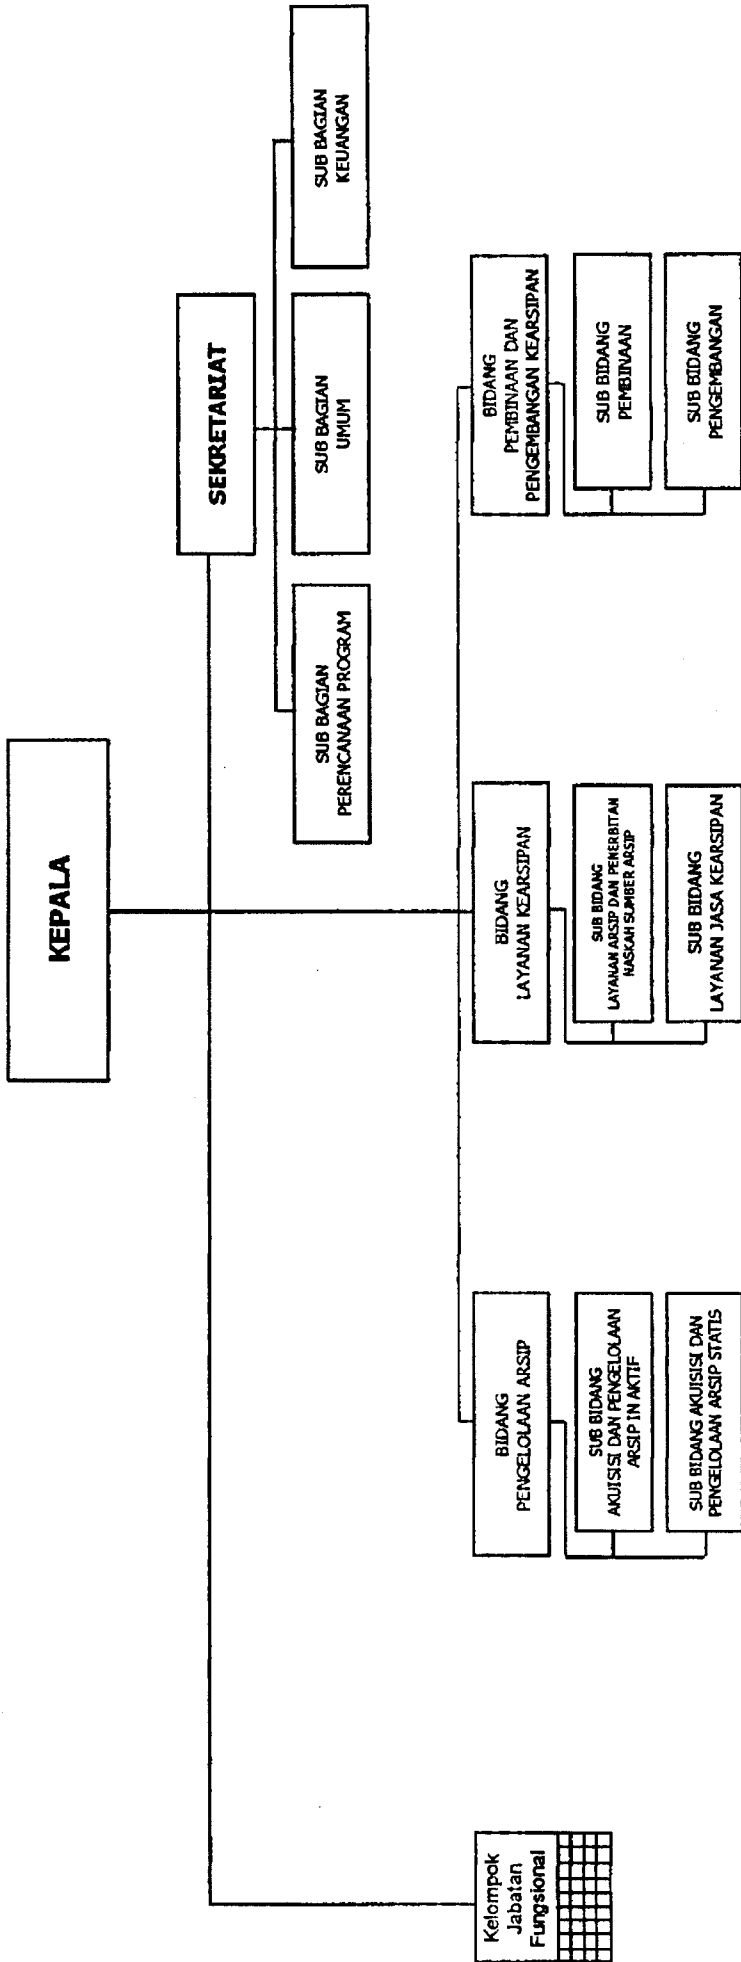 KEPALA
SEKRETARIAT
SUB BAGIAN
PERENCANAAN PROGRAM
SUB BAGIAN
UMUM
SUB BAGIAN
KEUANGAN
Kelompok
Jabatan
Fungsional
BIDANG
PENGELOLAAN ARSIP
SUB BIDANG
AKUISISI DAN PENGELOLAAN
ARSIP IN AKTIF
SUB BIDANG AKUISISI DAN
PENGELOLAAN ARSIP STATIS
BIDANG
LAYANAN KEARSIPAN
SUB BIDANG
LAYANAN ARSIP DAN PENERBITAN
NASKAH SUMBER ARSIP
SUB BIDANG
LAYANAN JASA KEARSIPAN
BIDANG
PEMBINAAN DAN
PENGEMBANGAN KEARSIPAN
SUB BIDANG
PEMBINAAN
SUB BIDANG
PENGEMBANGAN